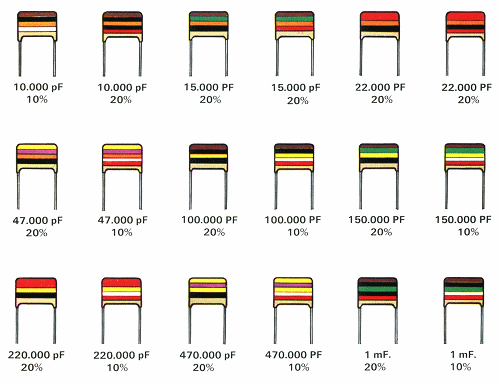 10.000 pF 10.000 pF 15.000 PF 15.000 pF 22.000 PF 22.000 PF
10% 20% 20% 20% 20% 20%
47.000 pF 47.000 pF 100.000 PF 100.000 PF 150.000 PF 150.000 PF
20% 10% 20% 10% 20% 10%
220.000 pF 220.000 pF 470.000 pF 470.000 PF 1 mF. 1 mF.
20% 10% 20% 10% 20% 10%